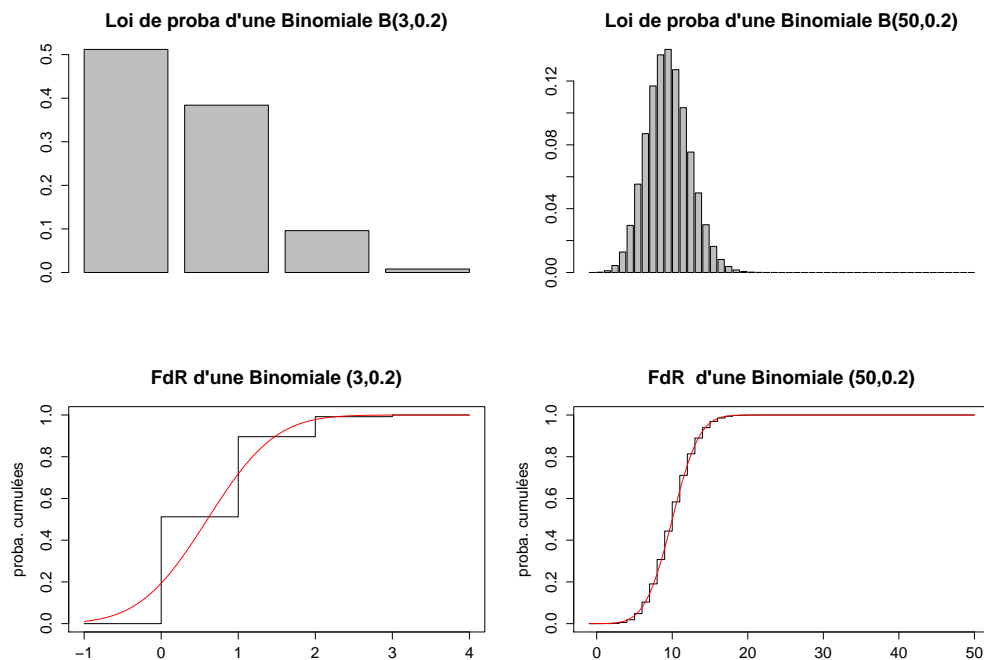 Loi de proba d'une Binomiale B(3,0.2)
0.5
0.4
0.3
0.2
0.1
0.0
Loi de proba d'une Binomiale B(50,0.2)
0.12
0.08
0.04
0.00
FdR d'une Binomiale (3,0.2)
proba. cumulées
1.0
0.8
0.6
0.4
0.2
0.0
−1 0 1 2 3 4
FdR  d'une Binomiale (50,0.2)
proba. cumulées
1.0
0.8
0.6
0.4
0.2
0.0
0 10 20 30 40 50